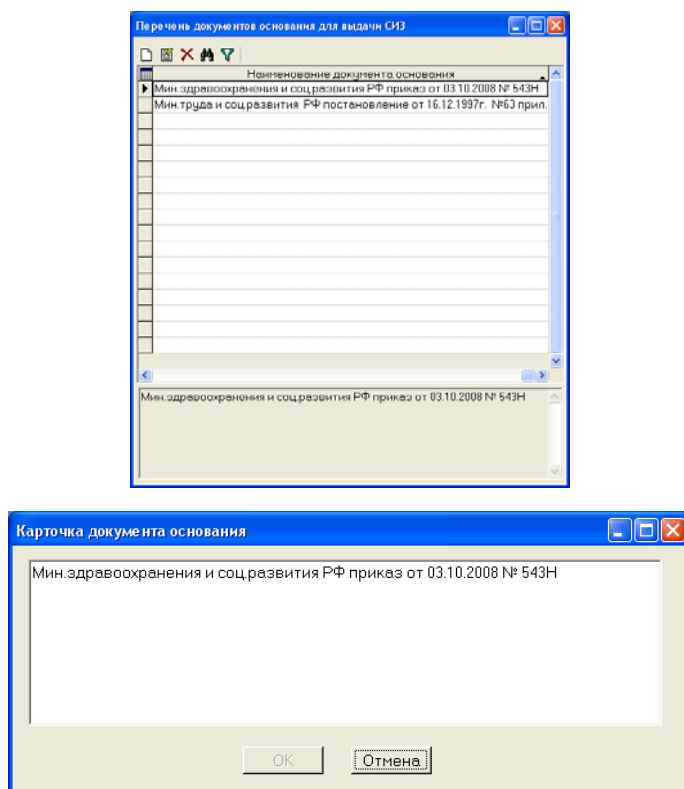 Перечень документов основания для выдачи СИЗ
Наименование документа основания
Мин.здравоохранения и соц.развития РФ приказ от 03.10.2008 № 543Н
Мин.труда и соц.развития РФ постановление от 16.12.1997г. №63 прил.
Мин.здравоохранения и соц.развития РФ приказ от 03.10.2008 № 543Н
Карточка документа основания
Мин.здравоохранения и соц.развития РФ приказ от 03.10.2008 № 543Н
OK
Отмена